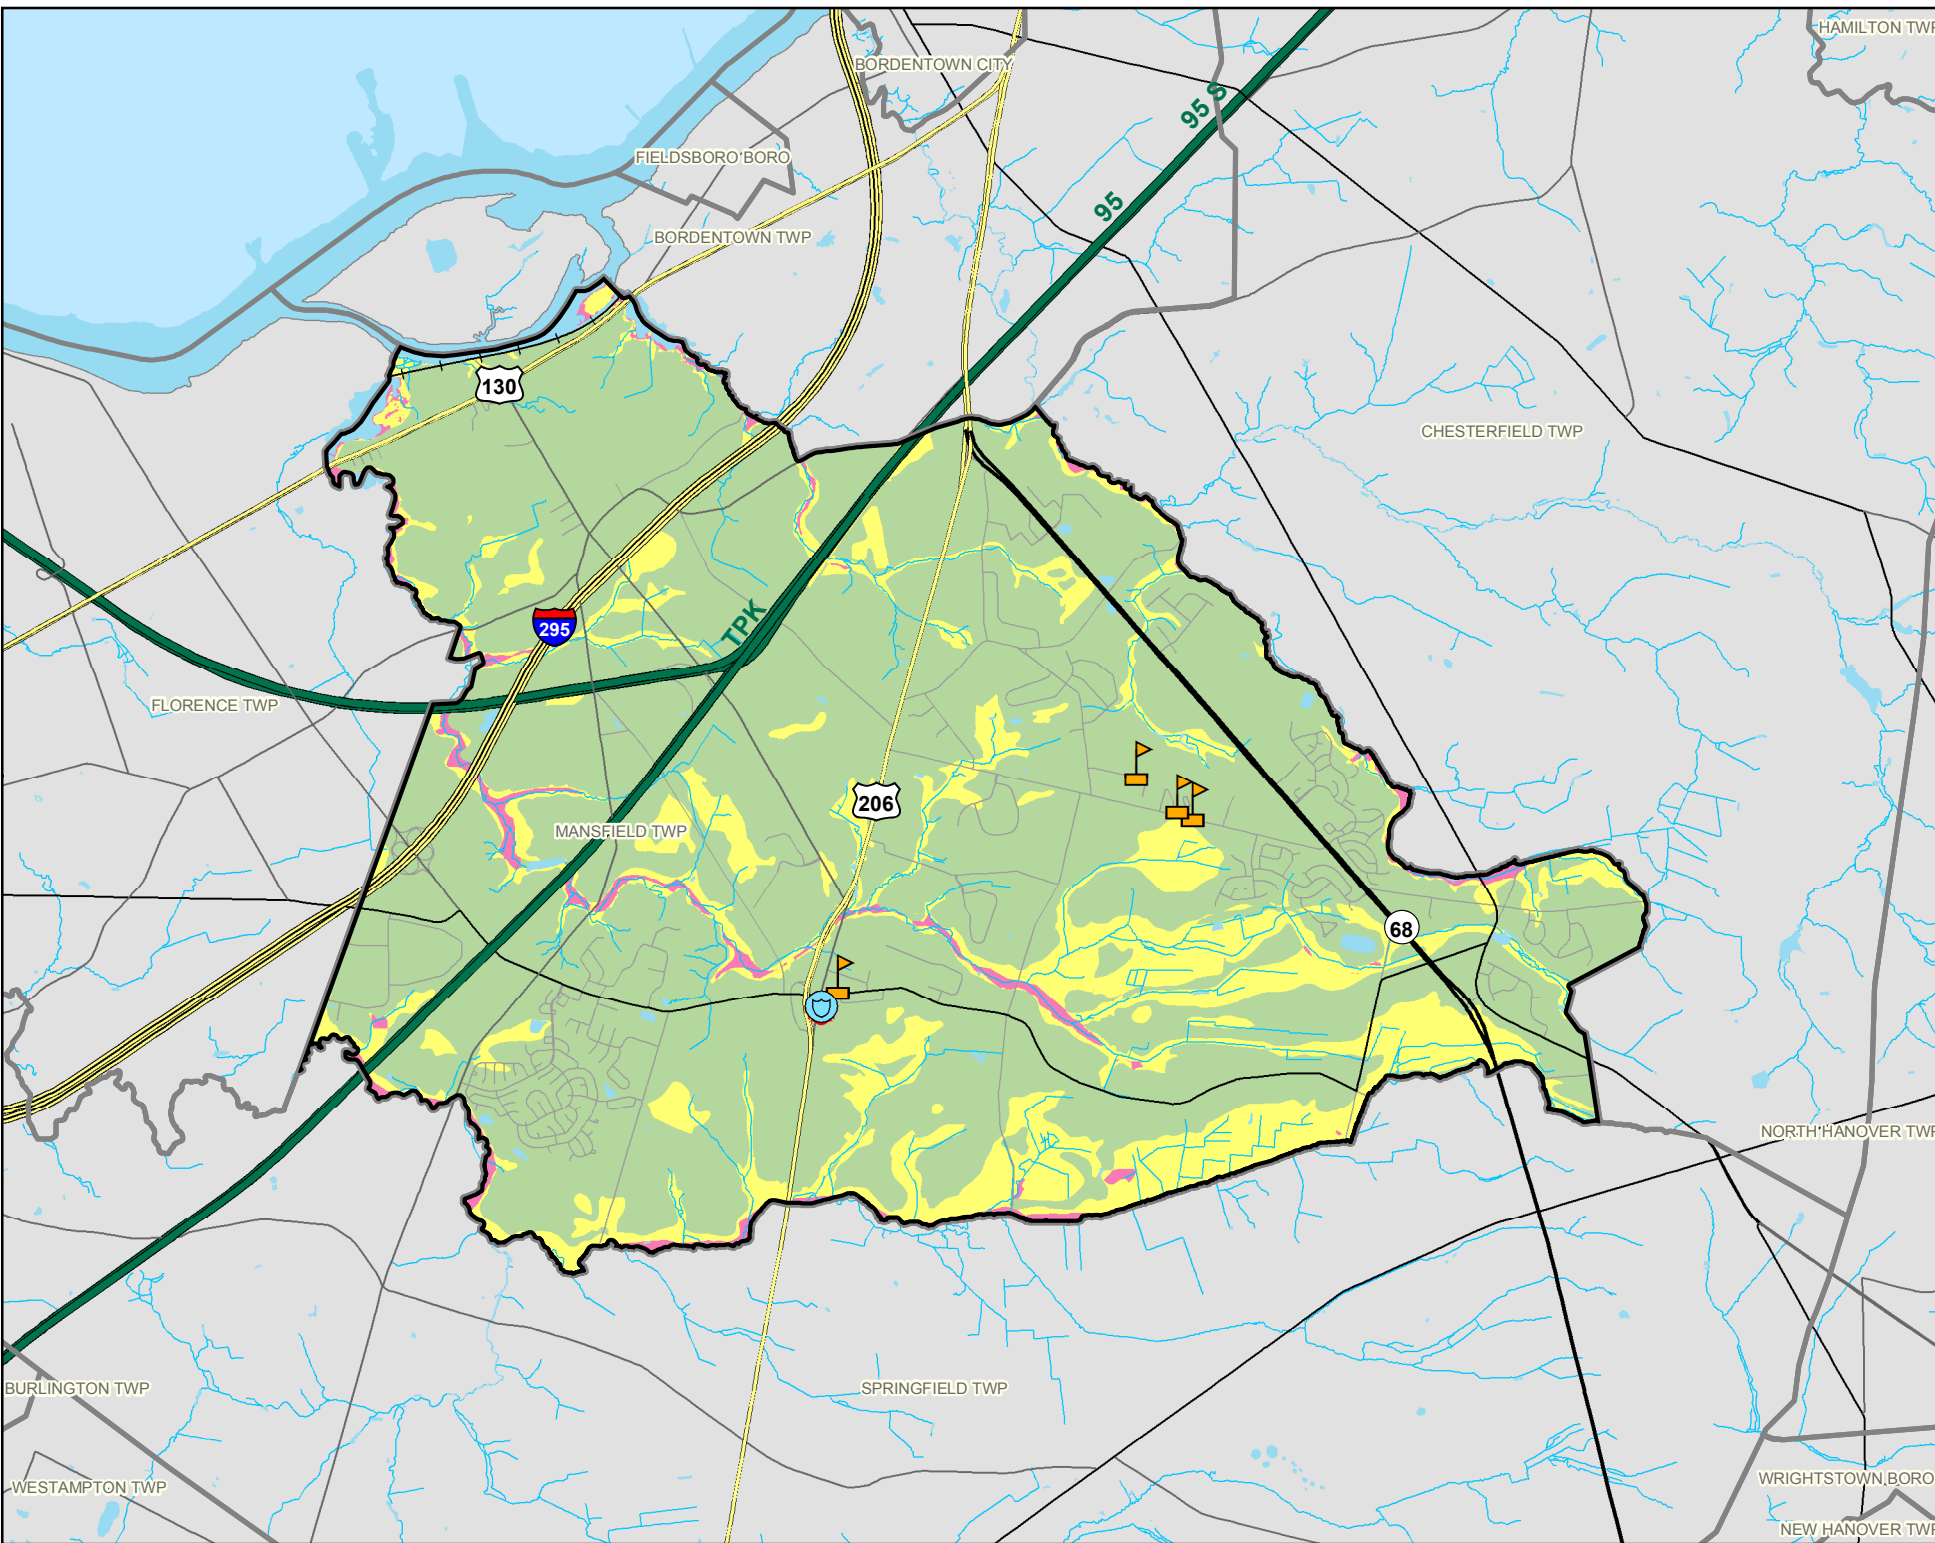 HAMILTON TWP
BORDENTOWN CITY
95 S
FIELDSBORO BORO
95
BORDENTOWN TWP
130
CHESTERFIELD TWP
295
TPK
FLORENCE TWP
206
MANSFIELD TWP
68
NORTH HANOVER TWP
BURLINGTON TWP
SPRINGFIELD TWP
WESTAMPTON TWP
WRIGHTSTOWN BORO
NEW HANOVER TWP